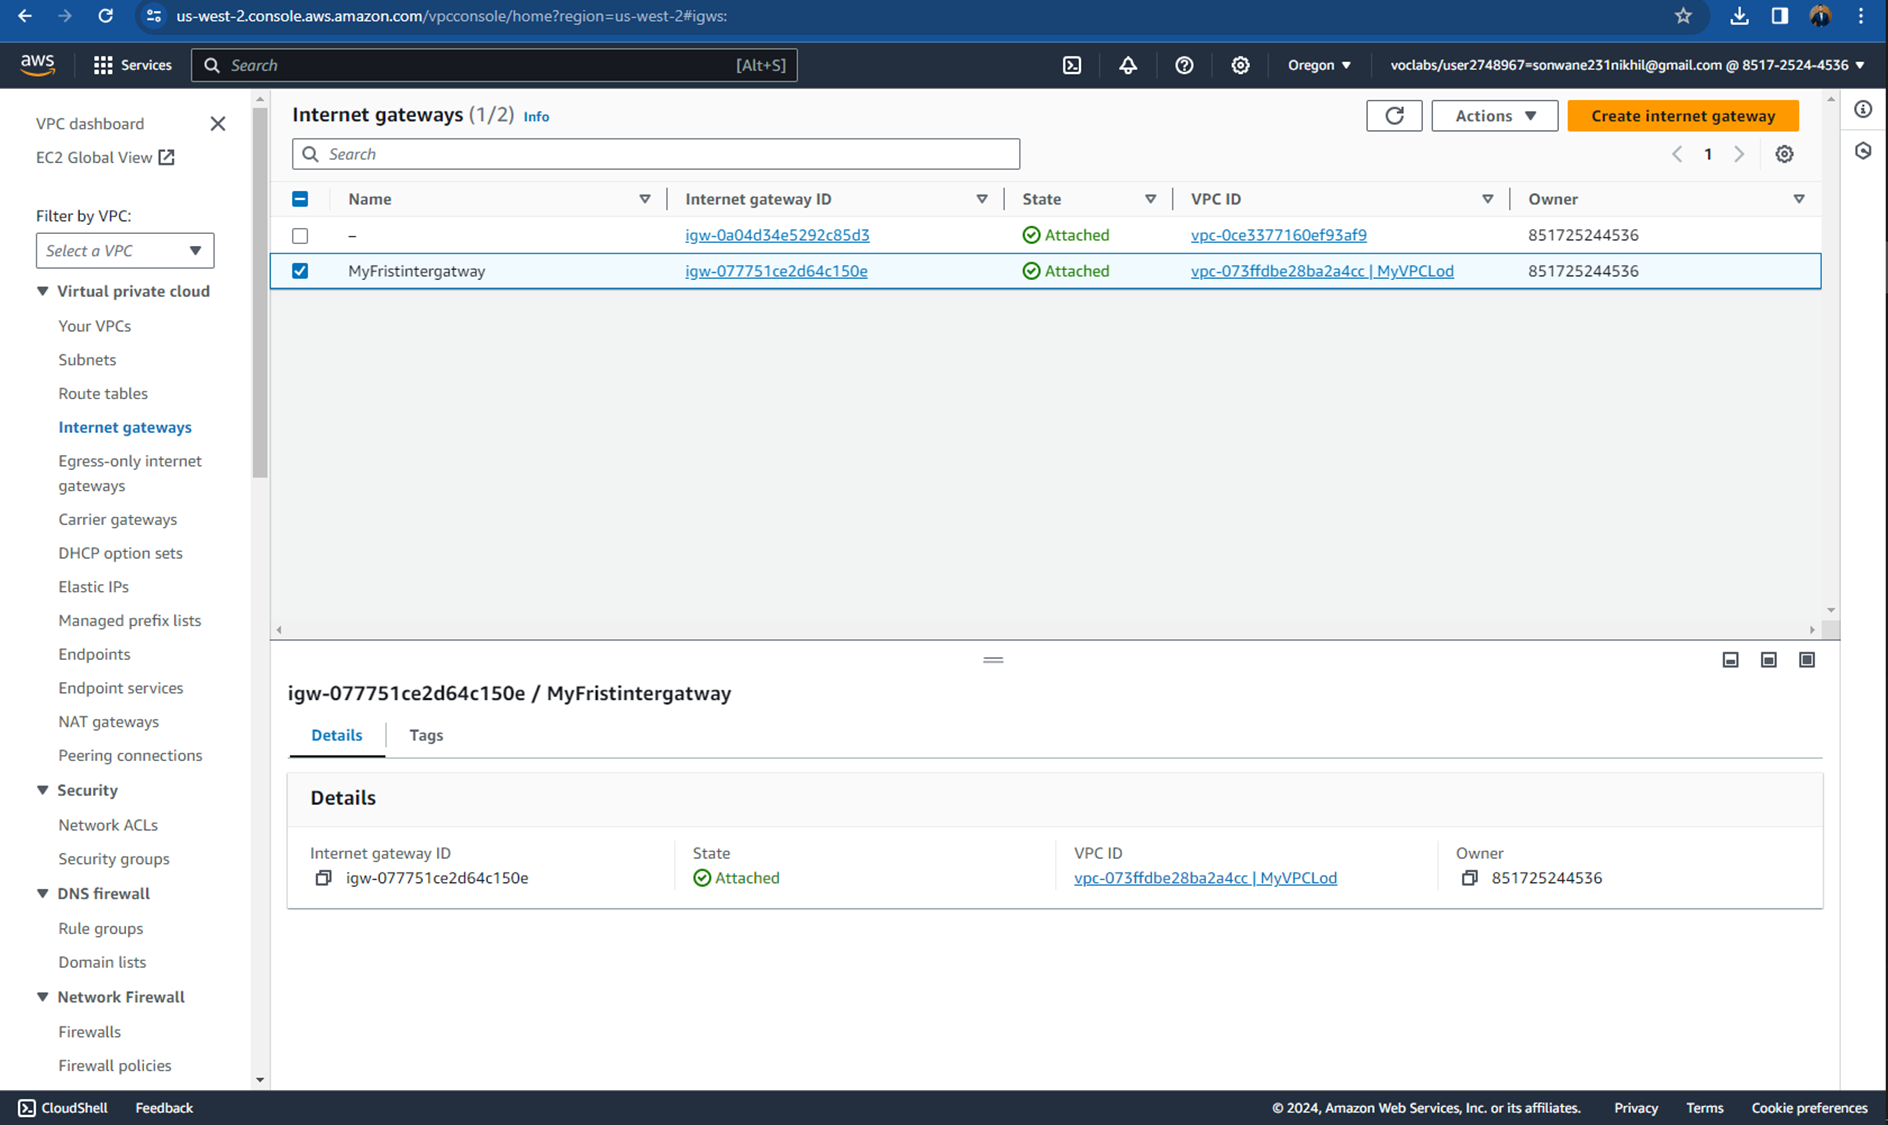 us-west-2.console.aws.amazon.com/vpcconsole/home?region=us-west-2#igws:
aws
Services
Search
[Alt+S]
Oregon
voclabs/user2748967=sonwane231nikhil@gmail.com @ 8517-2524-4536
VPC dashboard
EC2 Global View
Filter by VPC:
Select a VPC
Virtual private cloud
Your VPCs
Subnets
Route tables
Internet gateways
Egress-only internet
gateways
Carrier gateways
DHCP option sets
Elastic IPs
Managed prefix lists
Endpoints
Endpoint services
NAT gateways
Peering connections
Security
Network ACLs
Security groups
DNS firewall
Rule groups
Domain lists
Network Firewall
Firewalls
Firewall policies
Internet gateways (1/2) Info
Actions
Create internet gateway
Search
1
Name Internet gateway ID State VPC ID Owner
– igw-0a04d34e5292c85d3 Attached vpc-0ce3377160ef93af9 851725244536
MyFristintergatway igw-077751ce2d64c150e Attached vpc-073ffdbe28ba2a4cc | MyVPCLod 851725244536
igw-077751ce2d64c150e / MyFristintergatway
Details Tags
Details
Internet gateway ID State VPC ID Owner
igw-077751ce2d64c150e Attached vpc-073ffdbe28ba2a4cc | MyVPCLod 851725244536
CloudShell Feedback
© 2024, Amazon Web Services, Inc. or its affiliates. Privacy Terms Cookie preferences